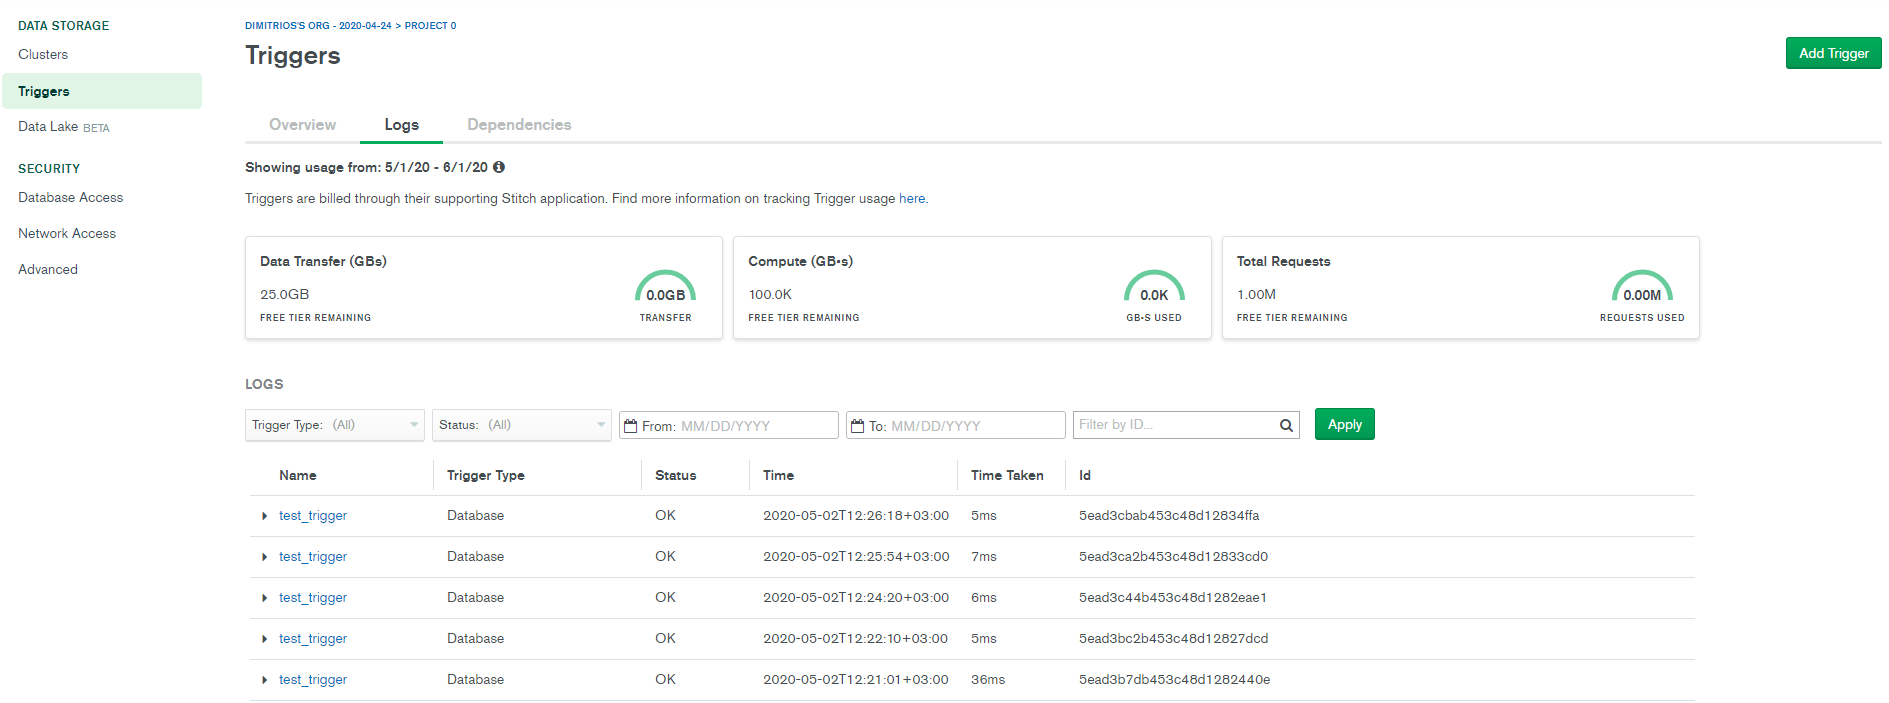 DATA STORAGE
Clusters
Triggers
Data Lake BETA
SECURITY
Database Access
Network Access
Advanced
DIMITRIOS'S ORG - 2020-04-24 > PROJECT 0
Triggers
Add Trigger
Overview Logs Dependencies
Showing usage from: 5/1/20 - 6/1/20
Triggers are billed through their supporting Stitch application. Find more information on tracking Trigger usage here.
Data Transfer (GBs)
25.0GB
FREE TIER REMAINING
0.0GB
TRANSFER
Compute (GB•s)
100.0K
FREE TIER REMAINING
0.0K
GB•S USED
Total Requests
1.00M
FREE TIER REMAINING
0.00M
REQUESTS USED
LOGS
Trigger Type: (All) Status: (All) From: MM/DD/YYYY To: MM/DD/YYYY Filter by ID... Apply
Name Trigger Type Status Time Time Taken Id
test_trigger Database OK 2020-05-02T12:26:18+03:00 5ms 5ead3cbab453c48d12834ffa
test_trigger Database OK 2020-05-02T12:25:54+03:00 7ms 5ead3ca2b453c48d12833cd0
test_trigger Database OK 2020-05-02T12:24:20+03:00 6ms 5ead3c44b453c48d1282eae1
test_trigger Database OK 2020-05-02T12:22:10+03:00 5ms 5ead3bc2b453c48d12827dcd
test_trigger Database OK 2020-05-02T12:21:01+03:00 36ms 5ead3b7db453c48d1282440e